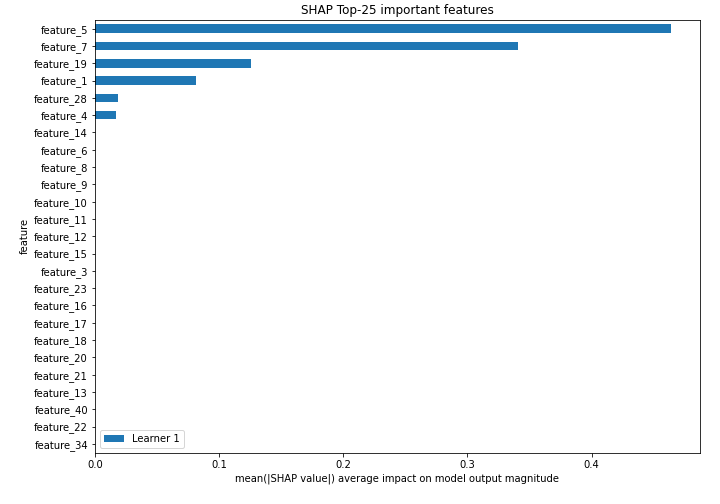 SHAP Top-25 important features
feature_5
feature_7
feature_19
feature_1
feature_28
feature_4
feature_14
feature_6
feature_8
feature_9
feature_10
feature_11
feature_12
feature_15
feature_3
feature_23
feature_16
feature_17
feature_18
feature_20
feature_21
feature_13
feature_40
feature_22
feature_34
feature
Learner 1
0.0 0.1 0.2 0.3 0.4
mean(|SHAP value|) average impact on model output magnitude